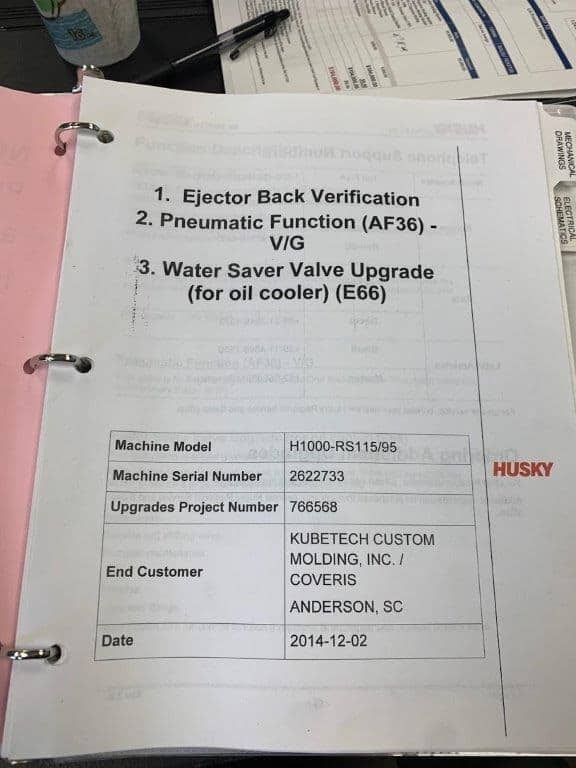 MECHANICAL
DRAWINGS
ELECTRICAL
SCHEMATICS
1. Ejector Back Verification
2. Pneumatic Function (AF36) -
V/G
3. Water Saver Valve Upgrade
(for oil cooler) (E66)
Machine Model H1000-RS115/95
Machine Serial Number 2622733
Upgrades Project Number 766568
End Customer KUBETECH CUSTOM
MOLDING, INC. /
COVERIS
ANDERSON, SC
Date 2014-12-02
HUSKY